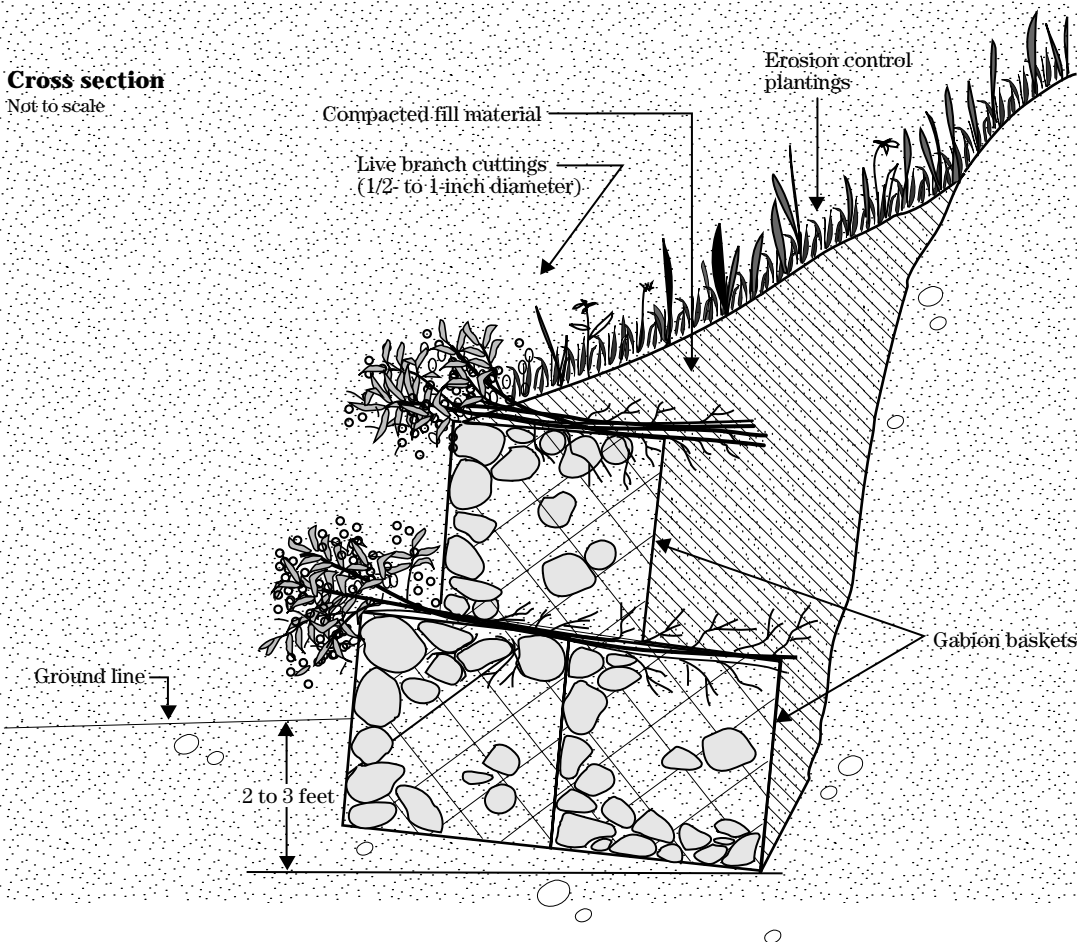 Cross section
Not to scale
Erosion control
plantings
Compacted fill material
Live branch cuttings
(1/2- to 1-inch diameter)
Gabion baskets
Ground line
2 to 3 feet